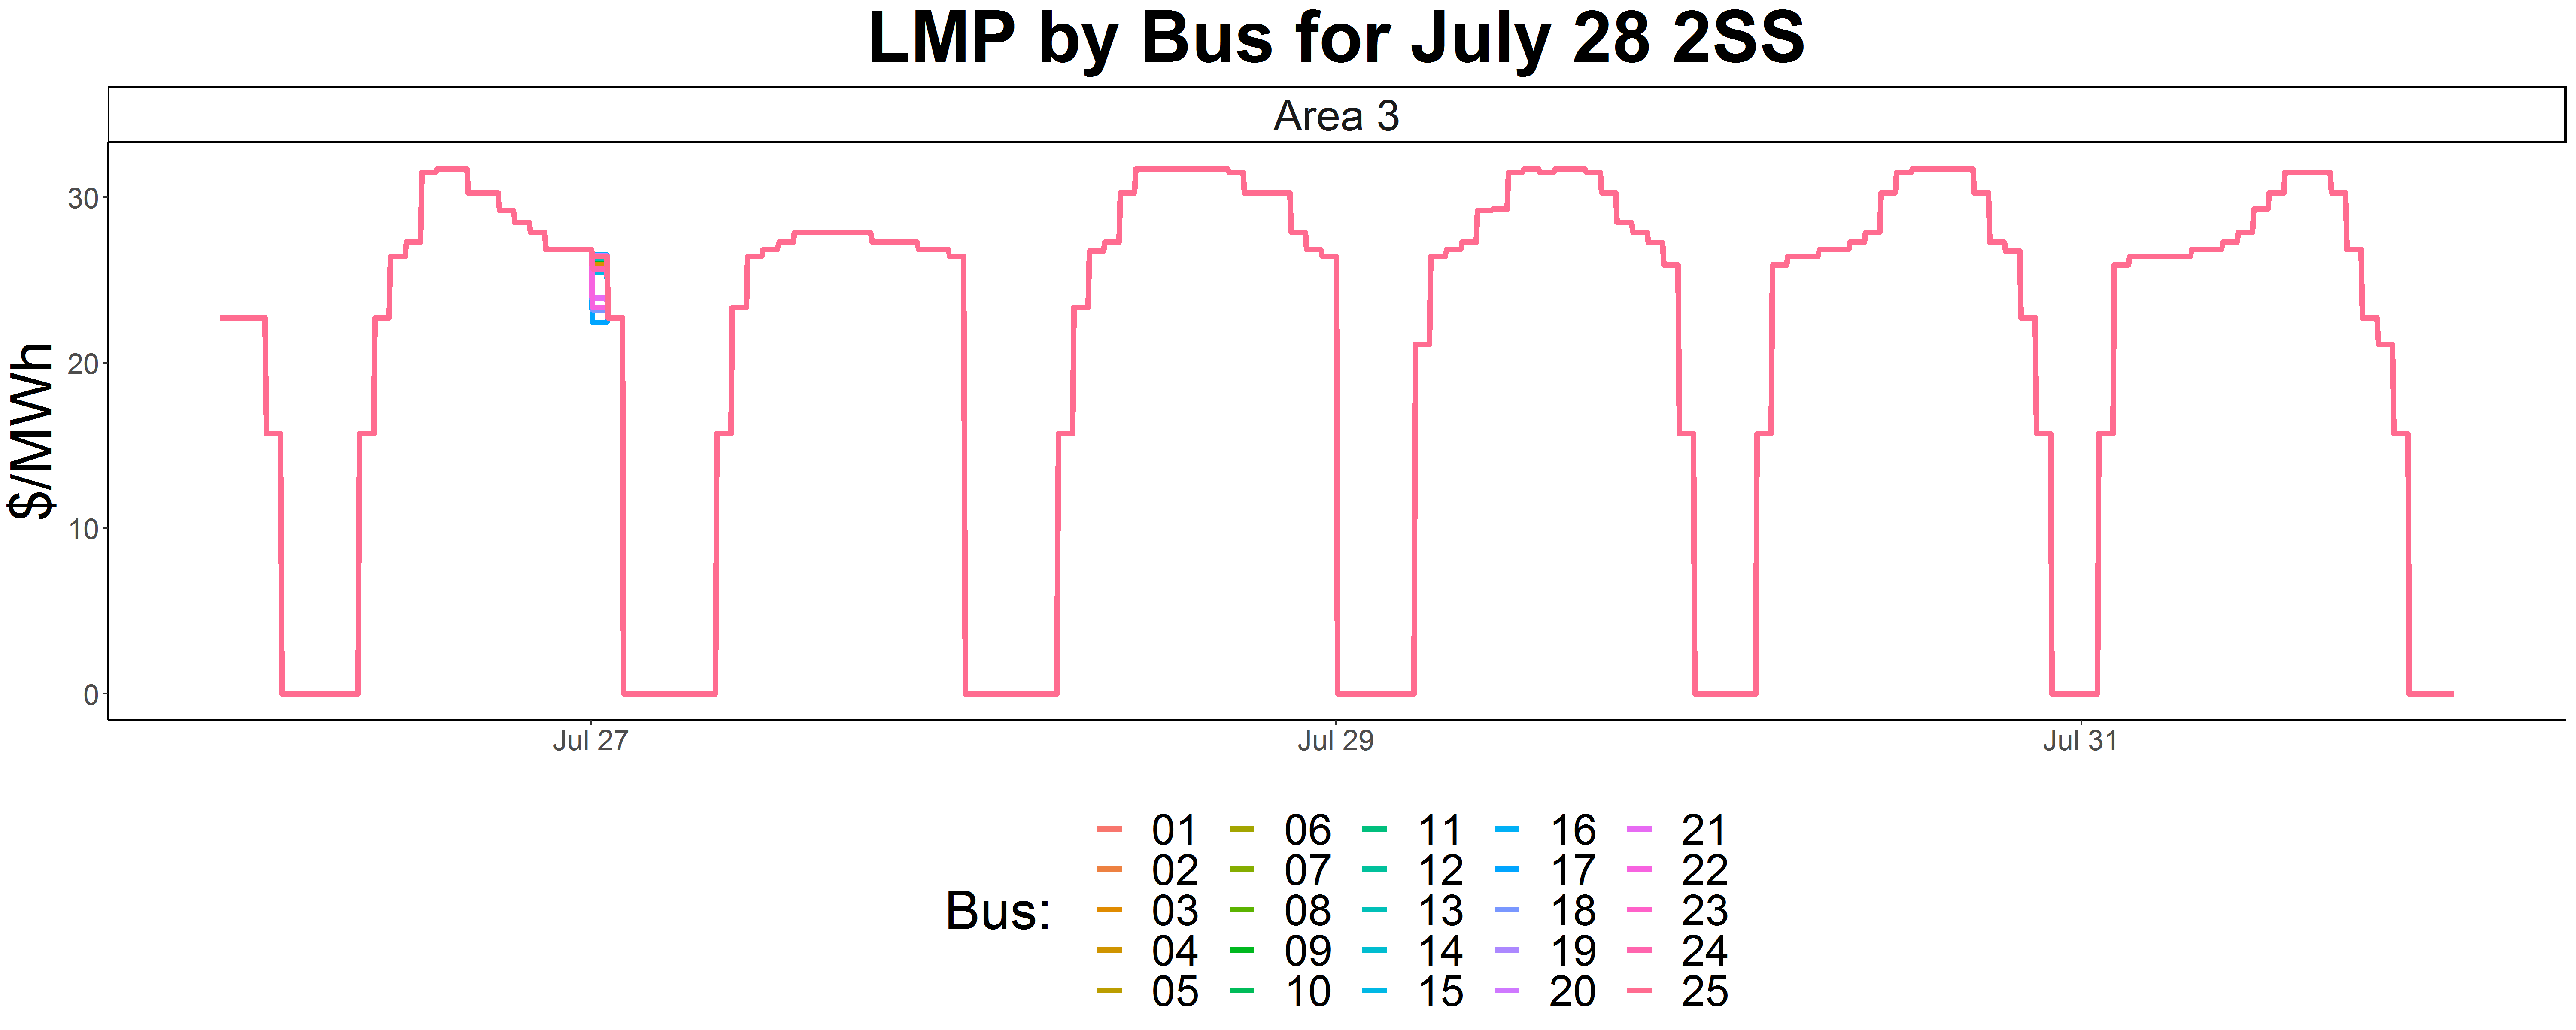 LMP by Bus for July 28 2SS
Area 3
$/MWh
30
20
10
0
Jul 27 Jul 29 Jul 31
Bus:
01 06 11 16 21
02 07 12 17 22
03 08 13 18 23
04 09 14 19 24
05 10 15 20 25